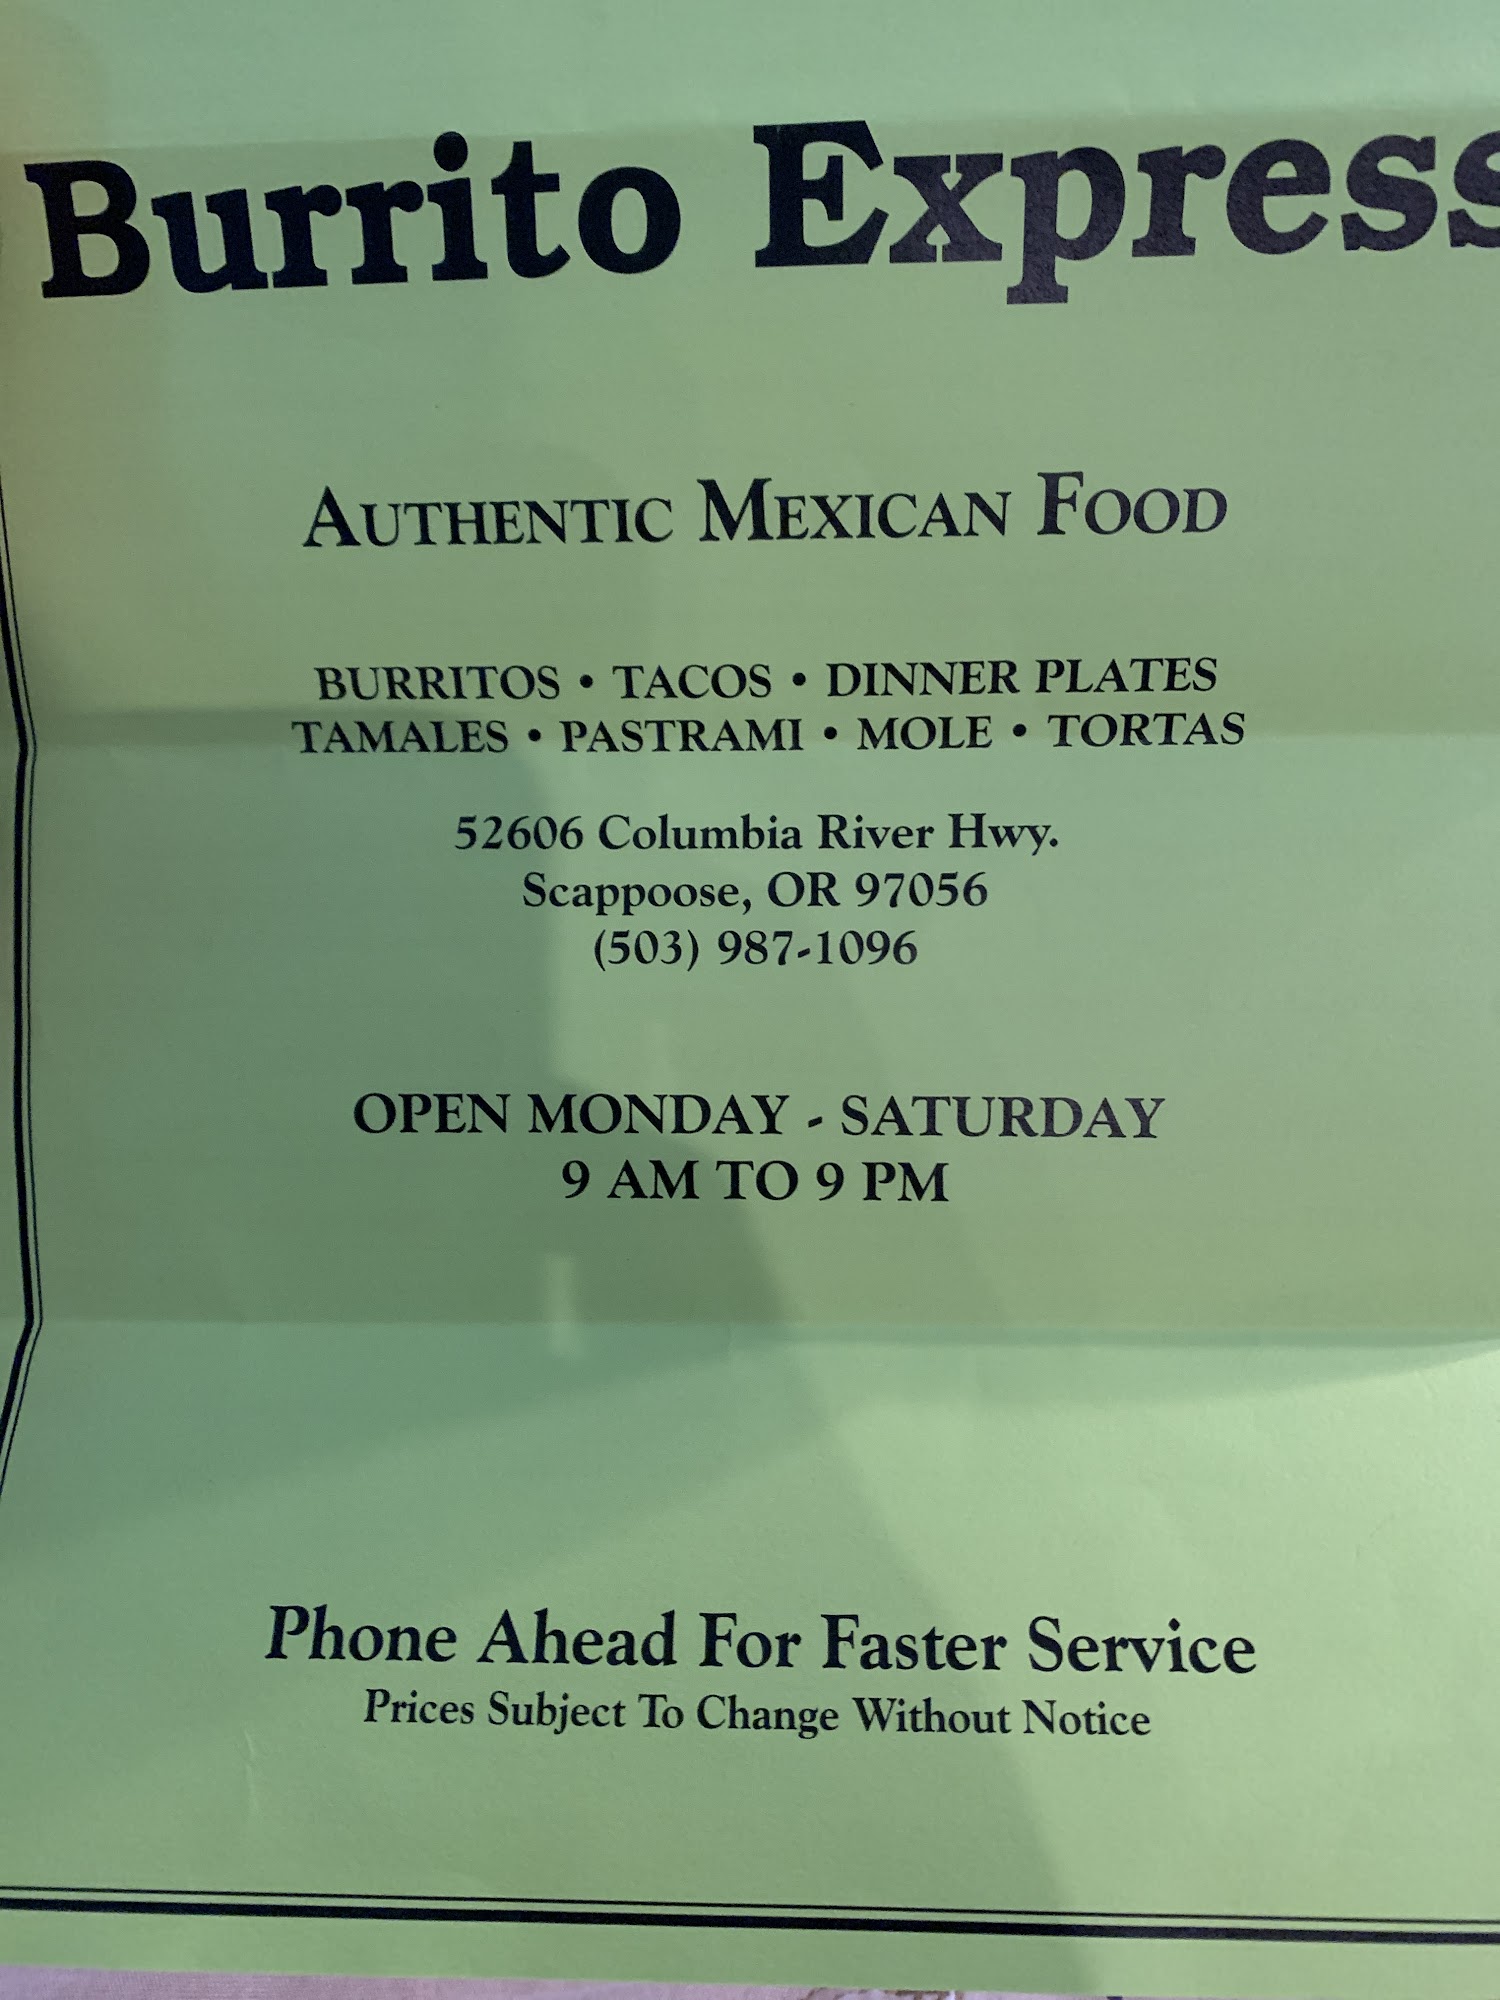 Burrito Express
AUTHENTIC MEXICAN FOOD
BURRITOS • TACOS • DINNER PLATES
TAMALES • PASTRAMI • MOLE • TORTAS
52606 Columbia River Hwy.
Scappoose, OR 97056
(503) 987-1096
OPEN MONDAY - SATURDAY
9 AM TO 9 PM
Phone Ahead For Faster Service
Prices Subject To Change Without Notice